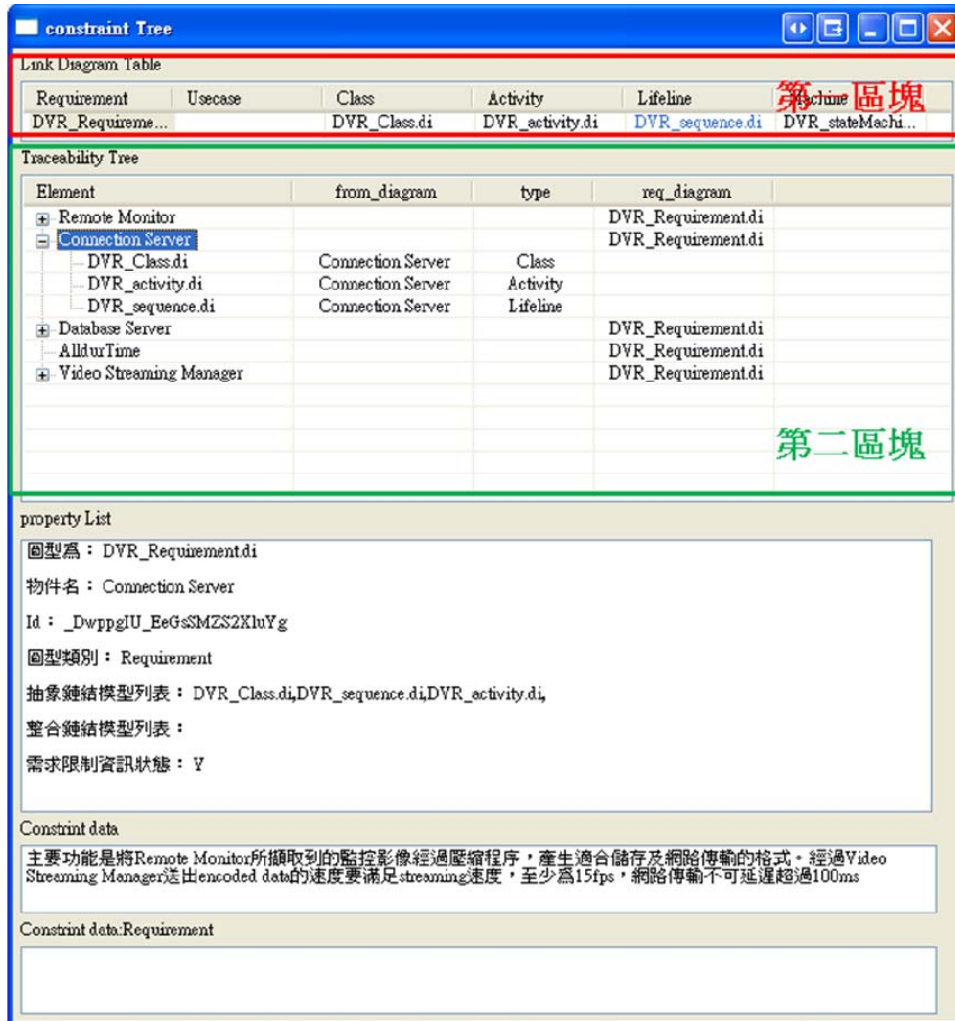 constraint Tree
Link Diagram Table
Requirement Usecase Class Activity Lifeline Machine
第一區塊
DVR_Requireme... DVR_Class.di DVR_activity.di DVR_sequence.di DVR_stateMachi...
Traceability Tree
Element from_diagram type req_diagram
Remote Monitor DVR_Requirement.di
Connection Server DVR_Requirement.di
DVR_Class.di Connection Server Class
DVR_activity.di Connection Server Activity
DVR_sequence.di Connection Server Lifeline
Database Server DVR_Requirement.di
AlldurTime DVR_Requirement.di
Video Streaming Manager DVR_Requirement.di
第二區塊
property List
圖型為：DVR_Requirement.di
物件名：Connection Server
Id：_DwppgIU_EeGsSMZS2XluYg
圖型類別：Requirement
抽象鏈結模型列表：DVR_Class.di,DVR_sequence.di,DVR_activity.di,
整合鏈結模型列表：
需求限制資訊狀態：Y
Constrint data
主要功能是將Remote Monitor所擷取到的監控影像經過壓縮程序，產生適合儲存及網路傳輸的格式。經過Video
Streaming Manager送出encoded data的速度要滿足streaming速度，至少為15fps，網路傳輸不可延遲超過100ms
Constrint data:Requirement